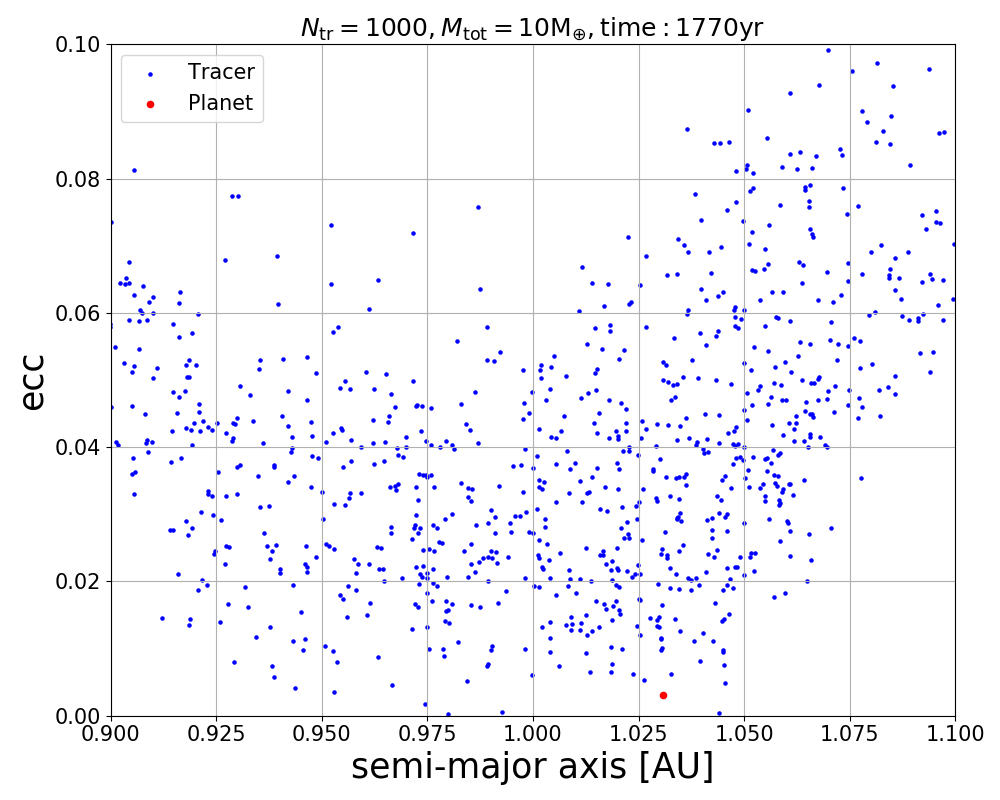 N_tr = 1000, M_tot = 10M_⊕, time : 1770yr
Tracer
Planet
ecc
0.10
0.08
0.06
0.04
0.02
0.00
0.900 0.925 0.950 0.975 1.000 1.025 1.050 1.075 1.100
semi-major axis [AU]